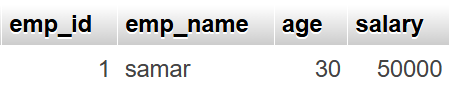 emp_id emp_name age salary
1 samar 30 50000